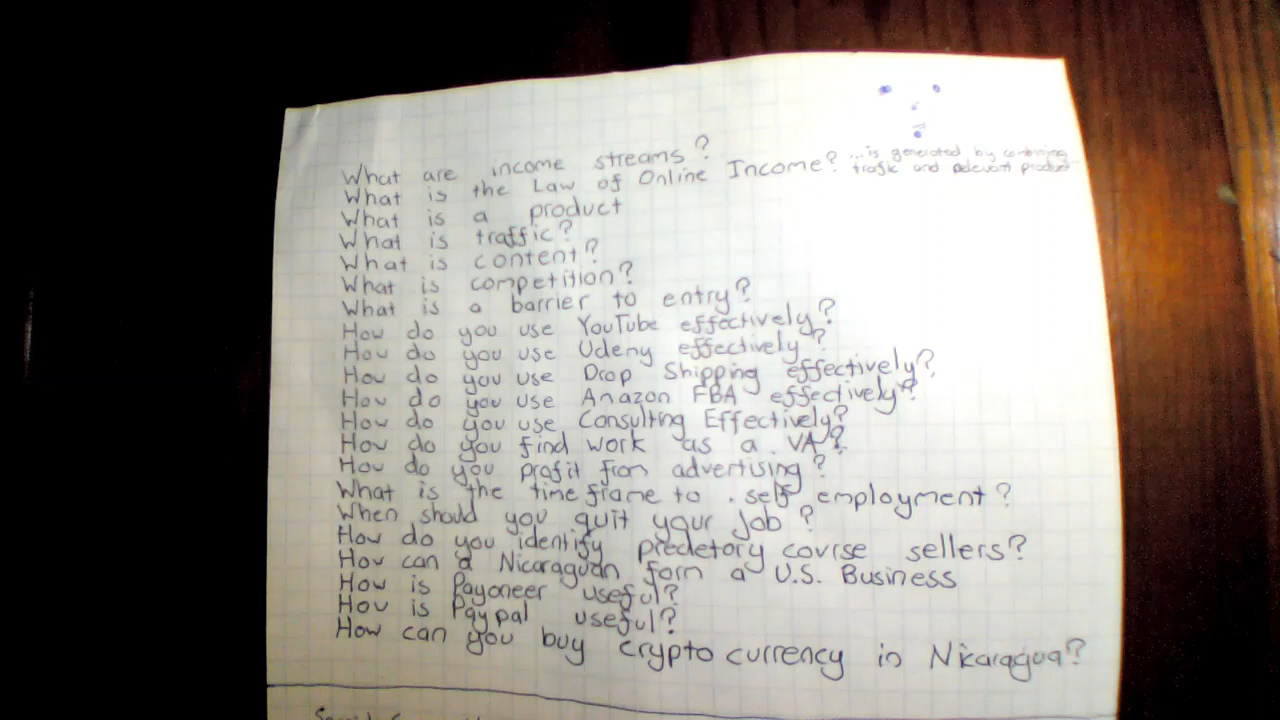 What are income streams?
What is the Law of Online Income? ...is generated by combining
traffic and relevant product
What is a product
What is traffic?
What is content?
What is competition?
What is a barrier to entry?
How do you use YouTube effectively?
How do you use Udemy effectively?
How do you use Drop Shipping effectively?
How do you use Amazon FBA effectively?
How do you use Consulting Effectively?
How do you find work as a VA?
How do you profit from advertising?
What is the time frame to self employment?
When should you quit your Job?
How do you identify predetory course sellers?
How can a Nicaraguan form a U.S. Business
How is Payoneer useful?
How is Paypal useful?
How can you buy crypto currency in Nicaragua?